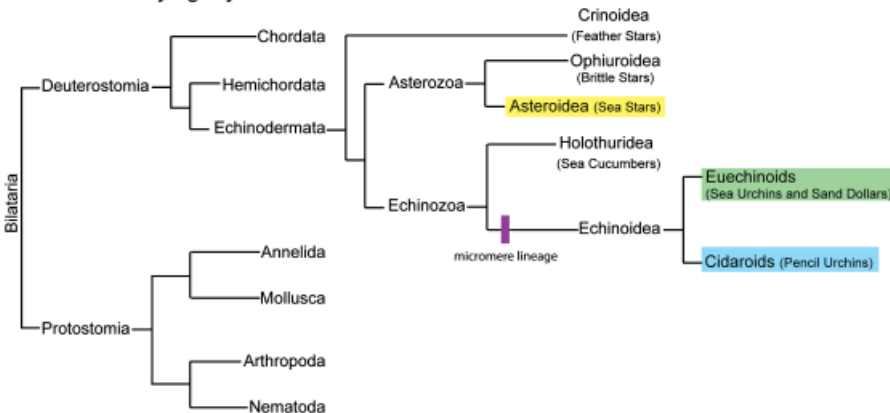 Crinoidea
(Feather Stars)
Chordata
Ophiuroidea
(Brittle Stars)
Deuterostomia
Hemichordata
Asterozoa
Asteroidea (Sea Stars)
Echinodermata
Holothuridea
(Sea Cucumbers)
Euechinoids
(Sea Urchins and Sand Dollars)
Echinozoa
Echinoidea
micromere lineage
Cidaroids (Pencil Urchins)
Bilataria
Annelida
Mollusca
Protostomia
Arthropoda
Nematoda